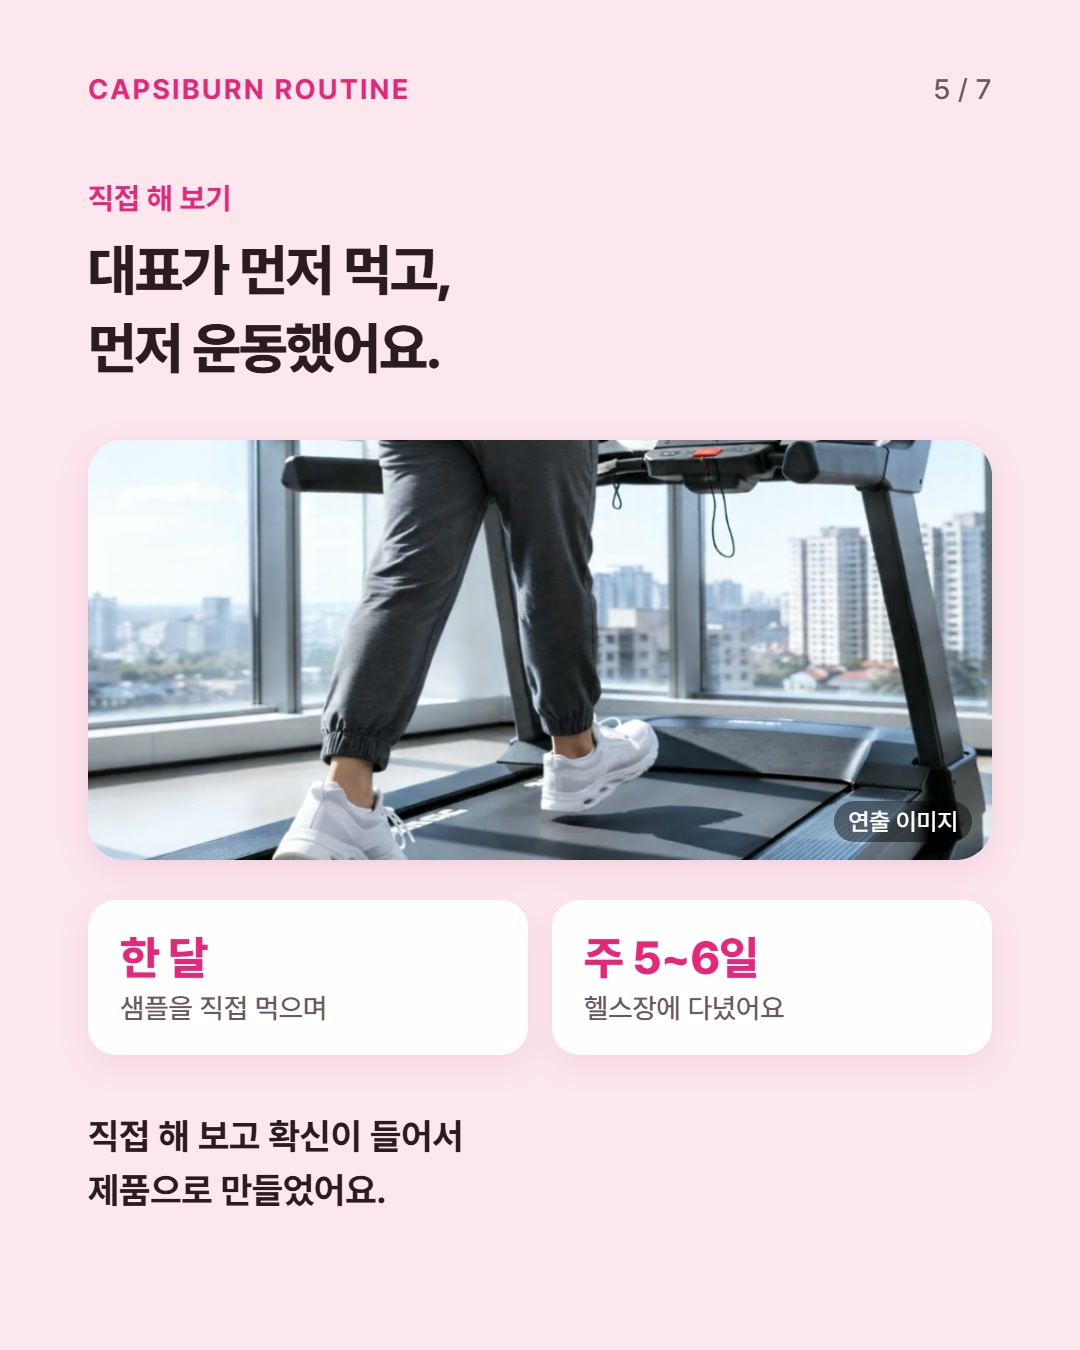 CAPSIBURN ROUTINE
5 / 7
직접 해 보기
대표가 먼저 먹고,
먼저 운동했어요.
연출 이미지
한 달
샘플을 직접 먹으며
주 5~6일
헬스장에 다녔어요
직접 해 보고 확신이 들어서
제품으로 만들었어요.